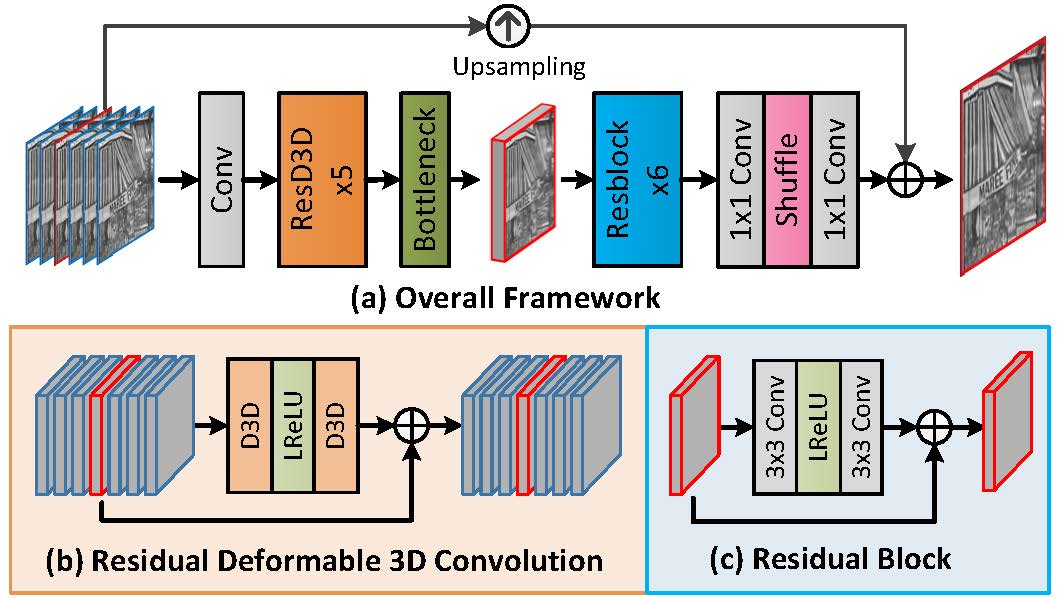 Upsampling
Conv
ResD3D
x5
Bottleneck
Resblock
x6
1x1 Conv
Shuffle
1x1 Conv
(a) Overall Framework
D3D
LReLU
D3D
(b) Residual Deformable 3D Convolution
3x3 Conv
LReLU
3x3 Conv
(c) Residual Block